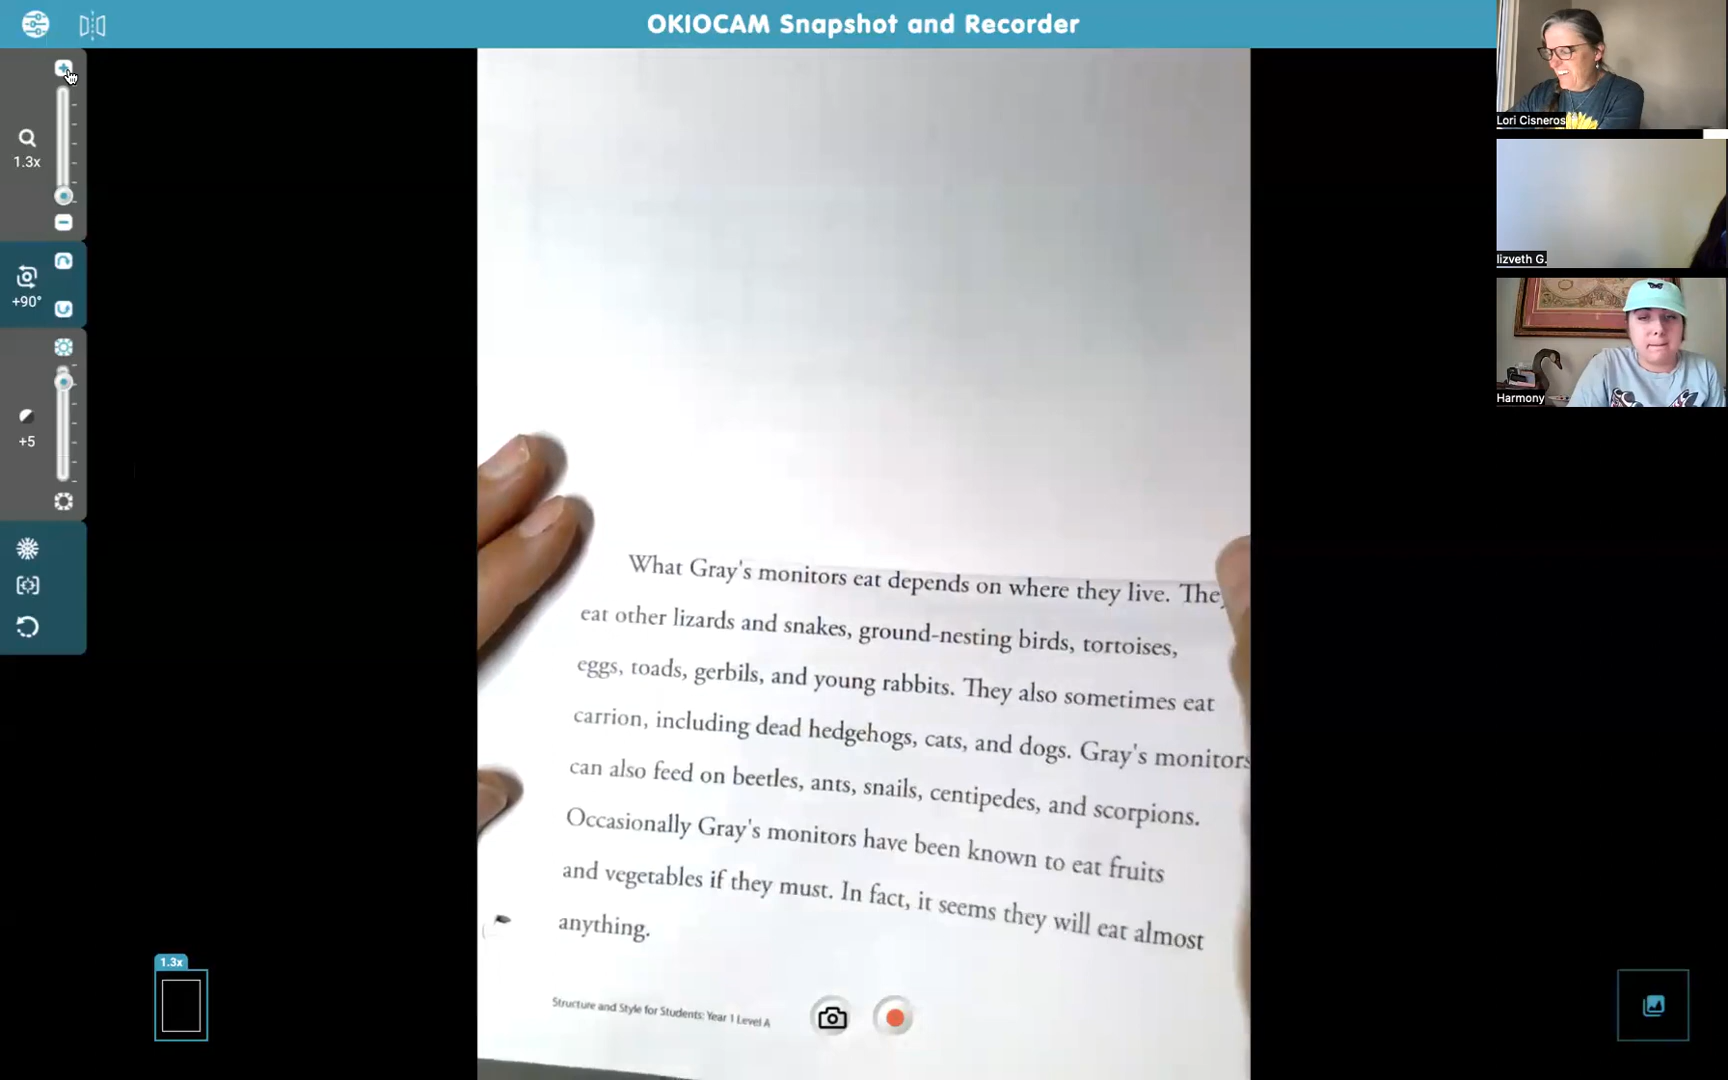 OKIOCAM Snapshot and Recorder
1.3x
+90°
+5
1.3x
Lori Cisneros
lizveth G.
Harmony
What Gray's monitors eat depends on where they live. They
eat other lizards and snakes, ground-nesting birds, tortoises,
eggs, toads, gerbils, and young rabbits. They also sometimes eat
carrion, including dead hedgehogs, cats, and dogs. Gray's monitors
can also feed on beetles, ants, snails, centipedes, and scorpions.
Occasionally Gray's monitors have been known to eat fruits
and vegetables if they must. In fact, it seems they will eat almost
anything.
Structure and Style for Students: Year 1 Level A